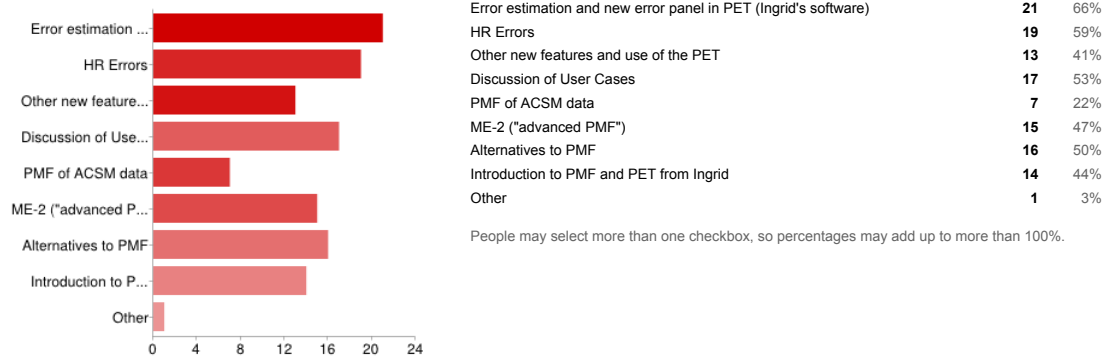 Error estimation ...
HR Errors
Other new feature...
Discussion of Use...
PMF of ACSM data
ME-2 ("advanced P...
Alternatives to PMF
Introduction to P...
Other
0 4 8 12 16 20 24
Error estimation and new error panel in PET (Ingrid's software) 21 66%
HR Errors 19 59%
Other new features and use of the PET 13 41%
Discussion of User Cases 17 53%
PMF of ACSM data 7 22%
ME-2 ("advanced PMF") 15 47%
Alternatives to PMF 16 50%
Introduction to PMF and PET from Ingrid 14 44%
Other 1 3%
People may select more than one checkbox, so percentages may add up to more than 100%.